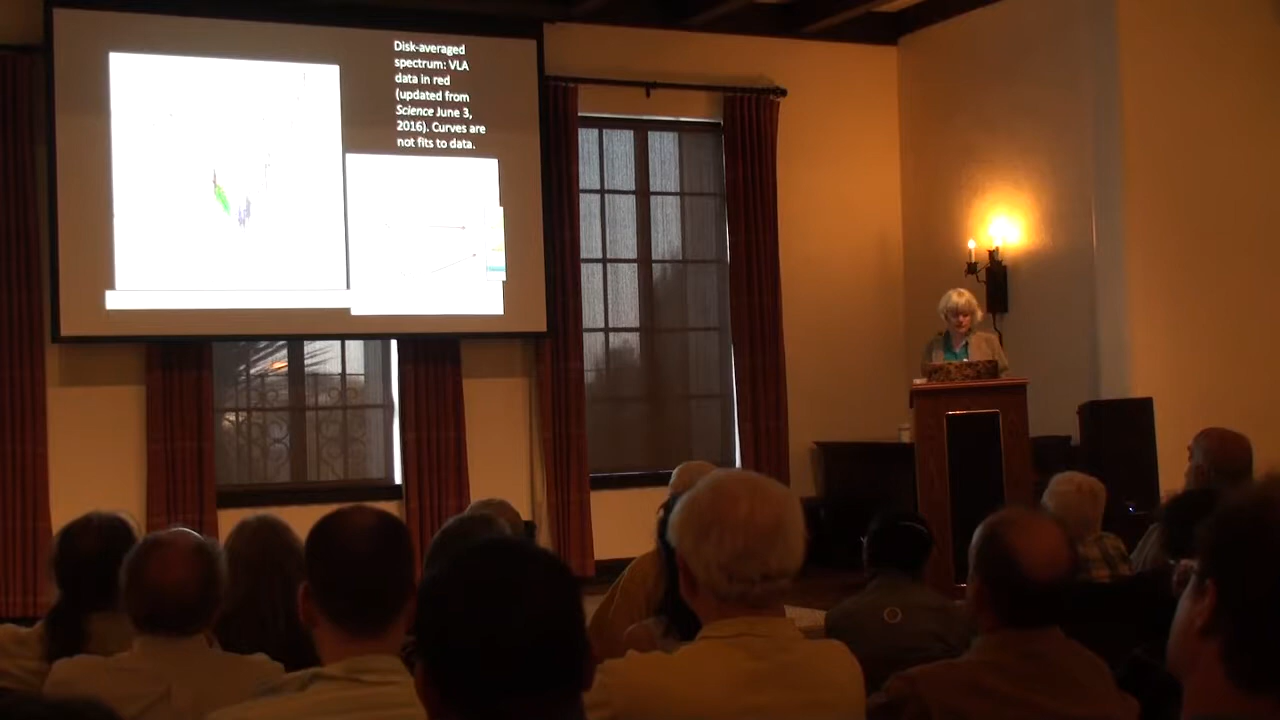 Disk-averaged
spectrum: VLA
data in red
(updated from
Science June 3,
2016). Curves are
not fits to data.